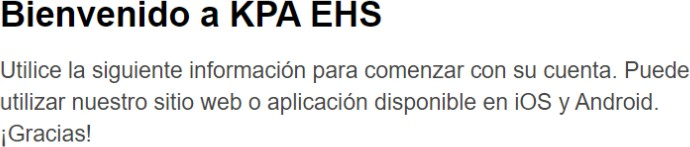 Bienvenido a KPA EHS
Utilice la siguiente información para comenzar con su cuenta. Puede
utilizar nuestro sitio web o aplicación disponible en iOS y Android.
¡Gracias!